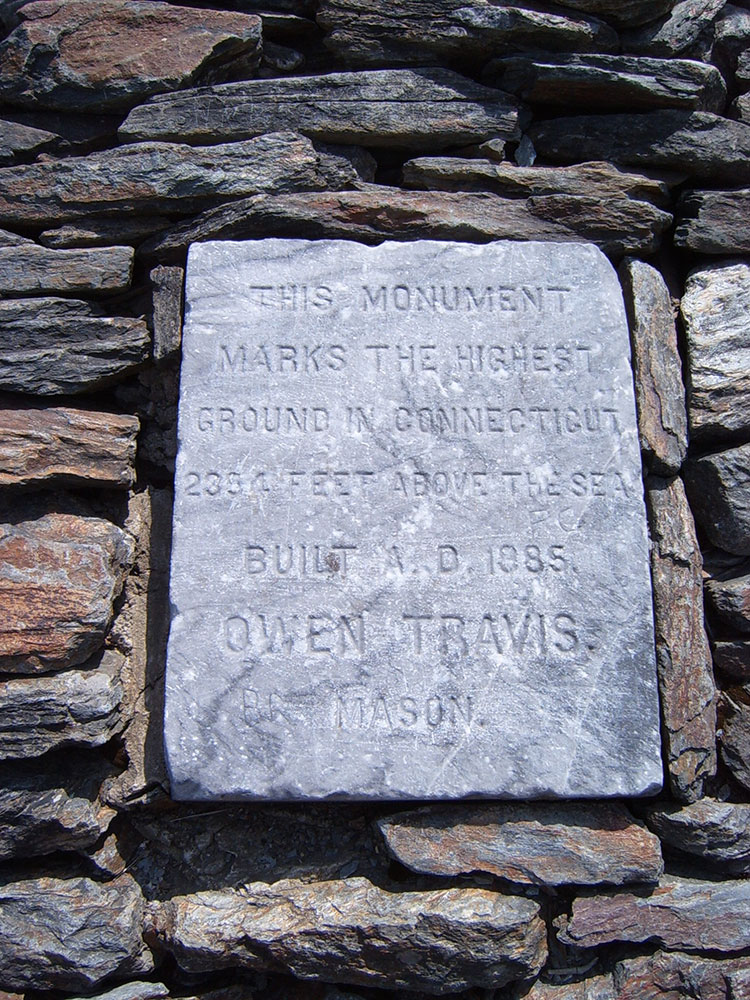 THIS MONUMENT
MARKS THE HIGHEST
GROUND IN CONNECTICUT
2354 FEET ABOVE THE SEA
BUILT A. D. 1885.
OWEN TRAVIS.
MASON.